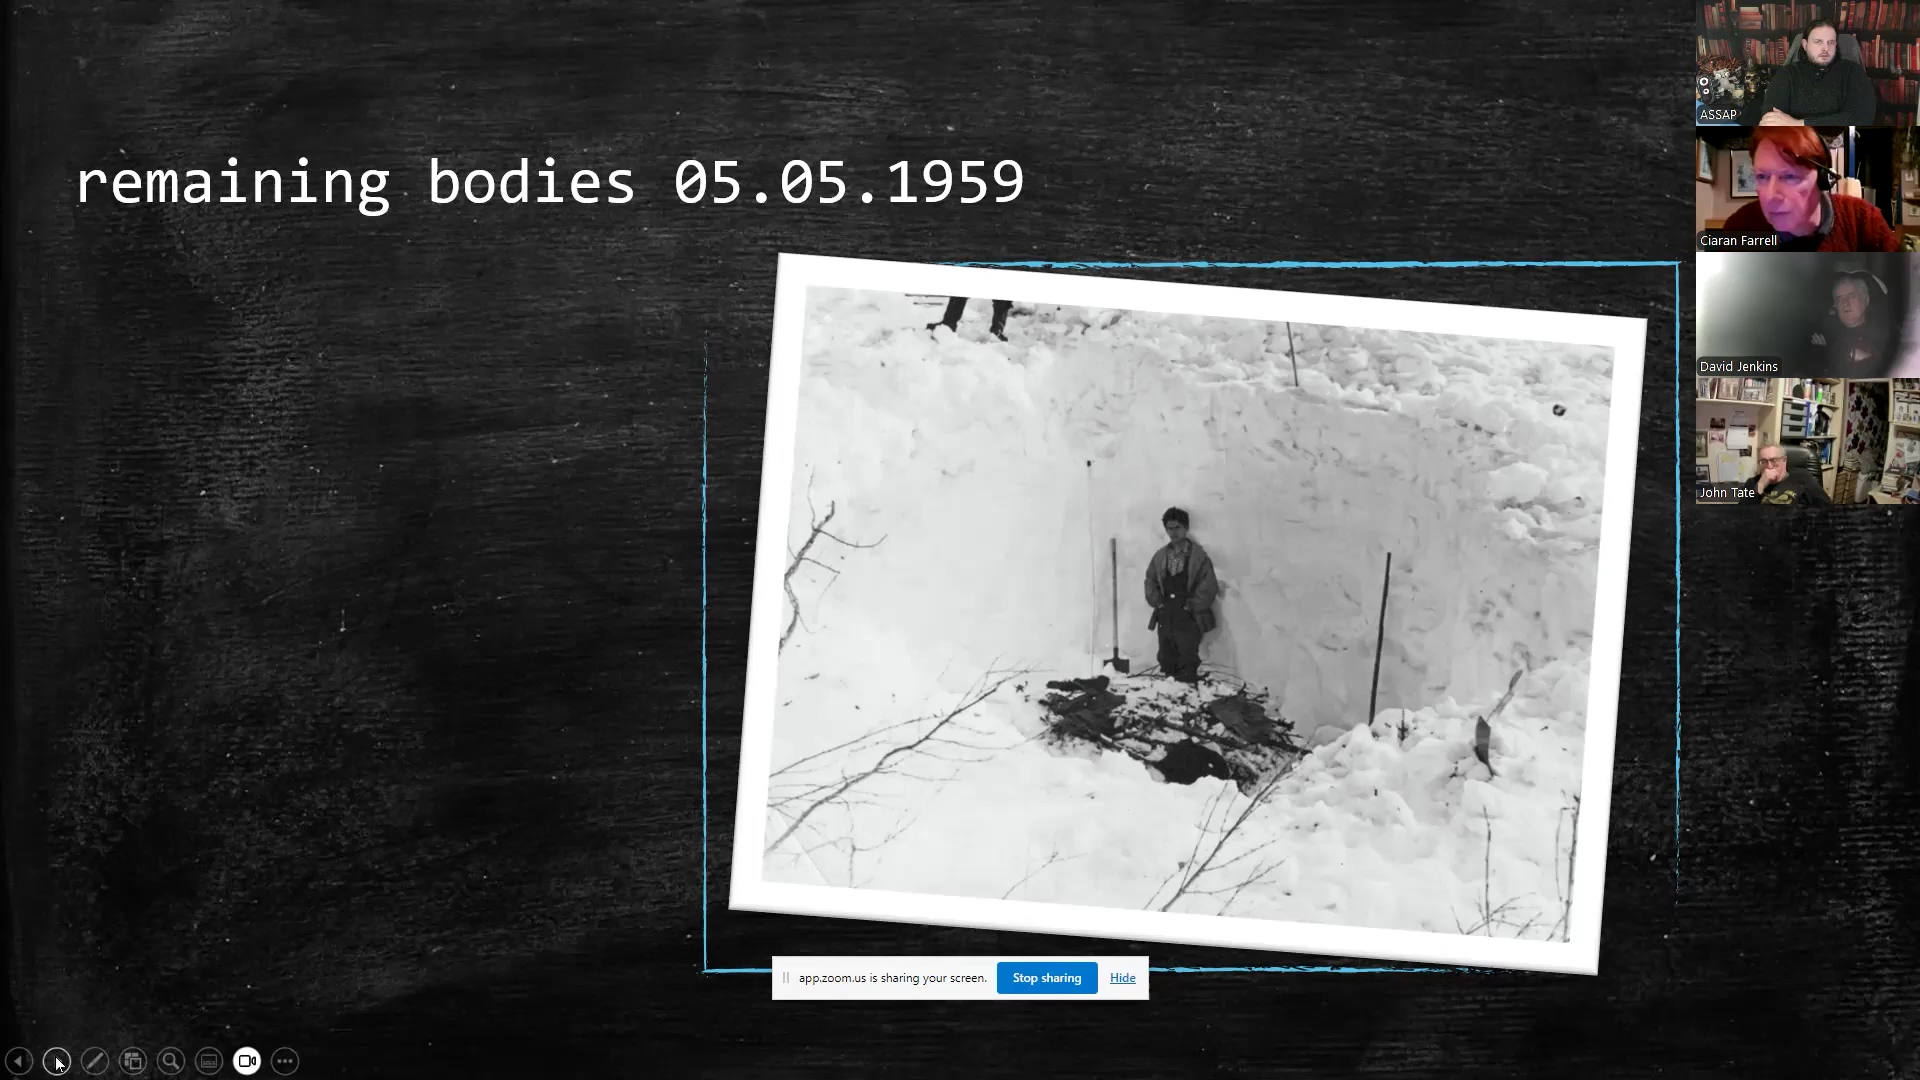 remaining bodies 05.05.1959
ASSAP
Ciaran Farrell
David Jenkins
John Tate
app.zoom.us is sharing your screen.
Stop sharing
Hide